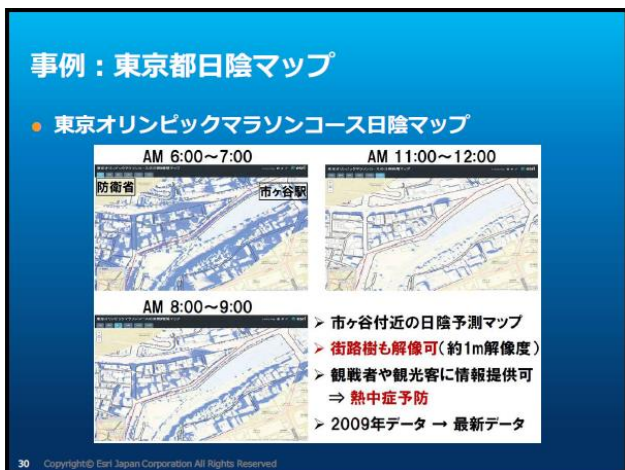 事例：東京都日陰マップ
● 東京オリンピックマラソンコース日陰マップ
AM 6:00～7:00
防衛省
市ヶ谷駅
AM 11:00～12:00
AM 8:00～9:00
➢ 市ヶ谷付近の日陰予測マップ
➢ 街路樹も解像可(約1m解像度)
➢ 観戦者や観光客に情報提供可
⇒ 熱中症予防
➢ 2009年データ → 最新データ
30 Copyright© Esri Japan Corporation All Rights Reserved